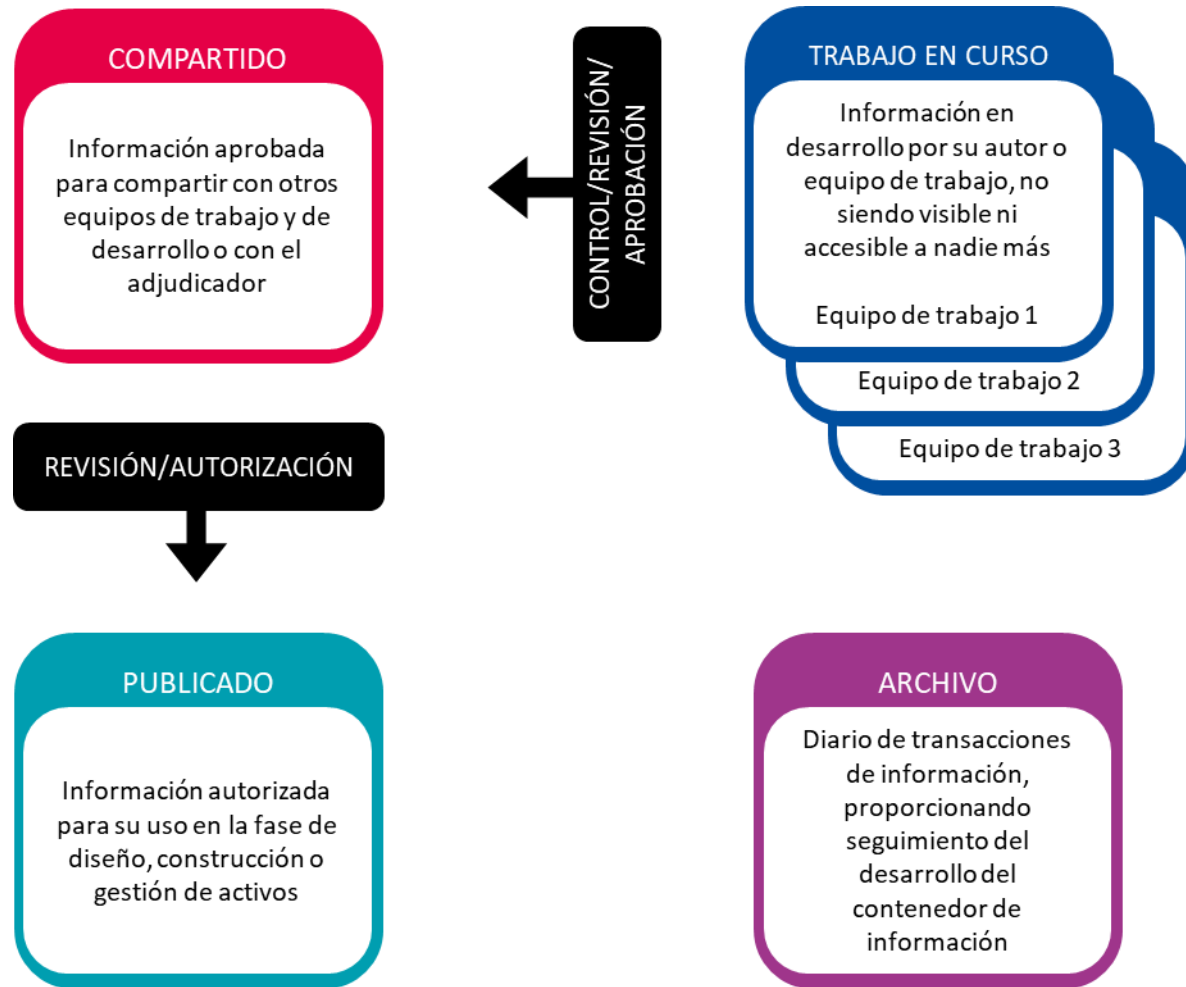 COMPARTIDO
Información aprobada
para compartir con otros
equipos de trabajo y de
desarrollo o con el
adjudicador
CONTROL/REVISIÓN/
APROBACIÓN
TRABAJO EN CURSO
Información en
desarrollo por su autor o
equipo de trabajo, no
siendo visible ni
accesible a nadie más
Equipo de trabajo 1
Equipo de trabajo 2
Equipo de trabajo 3
REVISIÓN/AUTORIZACIÓN
PUBLICADO
Información autorizada
para su uso en la fase de
diseño, construcción o
gestión de activos
ARCHIVO
Diario de transacciones
de información,
proporcionando
seguimiento del
desarrollo del
contenedor de
información